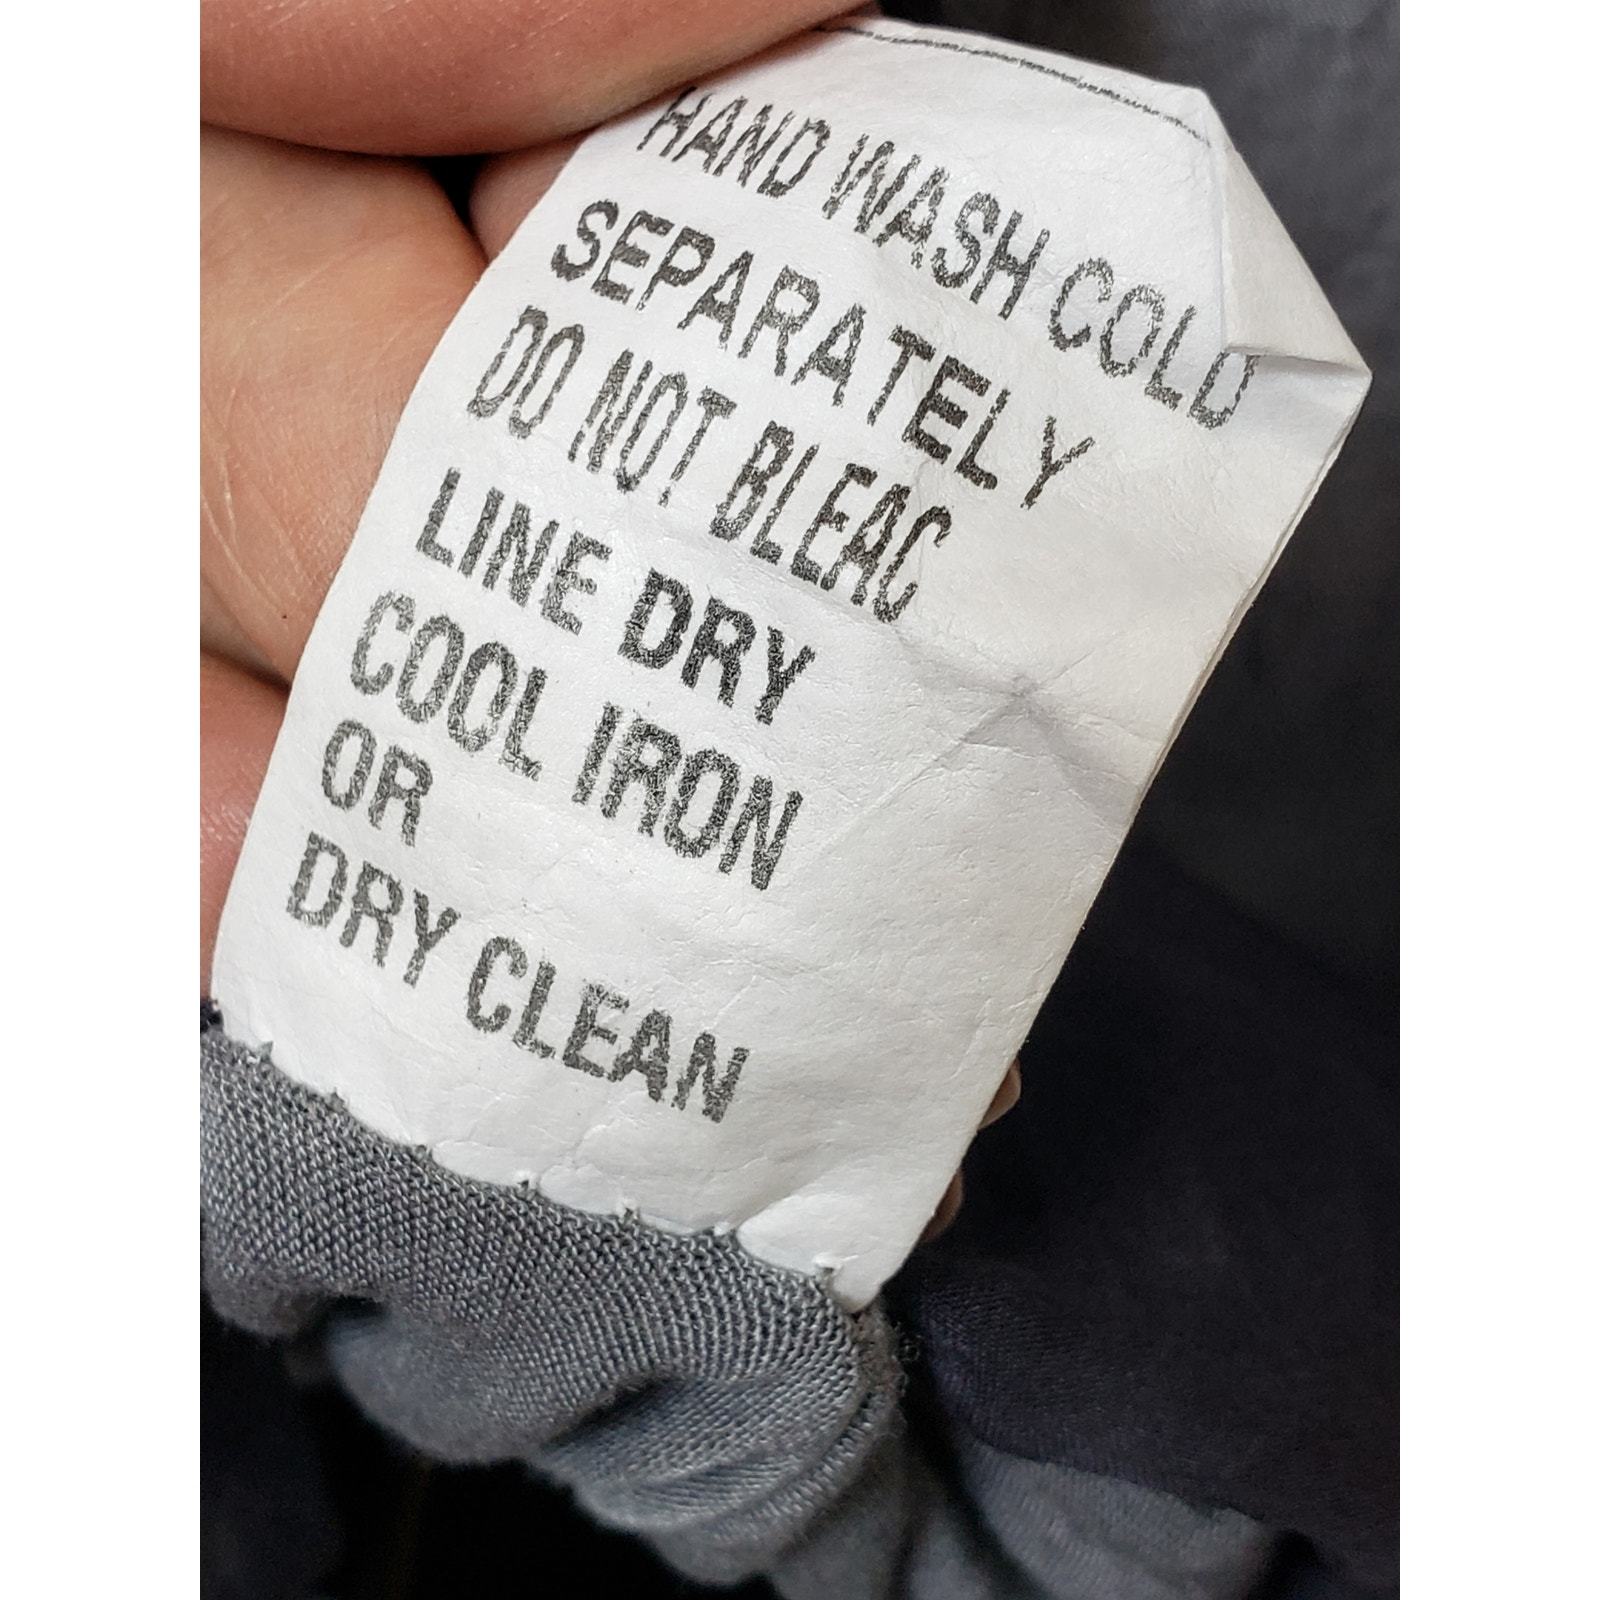 HAND WASH COLD
SEPARATELY
DO NOT BLEAC
LINE DRY
COOL IRON
OR
DRY CLEAN